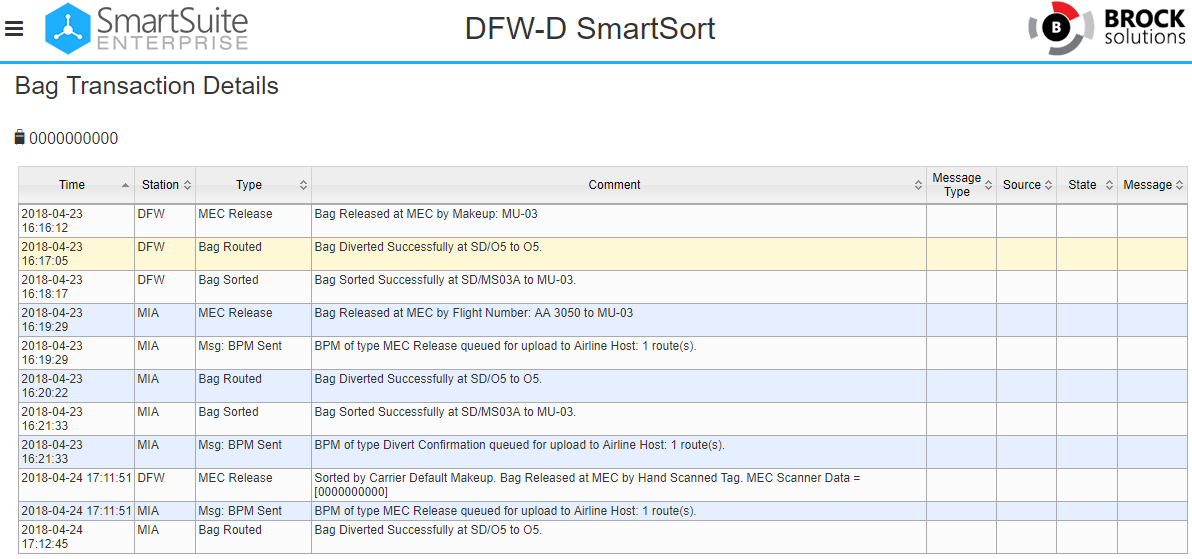 SmartSuite
ENTERPRISE
DFW-D SmartSort
B
BROCK
solutions
Bag Transaction Details
0000000000
Time Station Type Comment Message Type Source State Message
2018-04-23 16:16:12 DFW MEC Release Bag Released at MEC by Makeup: MU-03
2018-04-23 16:17:05 DFW Bag Routed Bag Diverted Successfully at SD/O5 to O5.
2018-04-23 16:18:17 DFW Bag Sorted Bag Sorted Successfully at SD/MS03A to MU-03.
2018-04-23 16:19:29 MIA MEC Release Bag Released at MEC by Flight Number: AA 3050 to MU-03
2018-04-23 16:19:29 MIA Msg: BPM Sent BPM of type MEC Release queued for upload to Airline Host: 1 route(s).
2018-04-23 16:20:22 MIA Bag Routed Bag Diverted Successfully at SD/O5 to O5.
2018-04-23 16:21:33 MIA Bag Sorted Bag Sorted Successfully at SD/MS03A to MU-03.
2018-04-23 16:21:33 MIA Msg: BPM Sent BPM of type Divert Confirmation queued for upload to Airline Host: 1 route(s).
2018-04-24 17:11:51 DFW MEC Release Sorted by Carrier Default Makeup. Bag Released at MEC by Hand Scanned Tag. MEC Scanner Data =
[0000000000]
2018-04-24 17:11:51 MIA Msg: BPM Sent BPM of type MEC Release queued for upload to Airline Host: 1 route(s).
2018-04-24 17:12:45 MIA Bag Routed Bag Diverted Successfully at SD/O5 to O5.